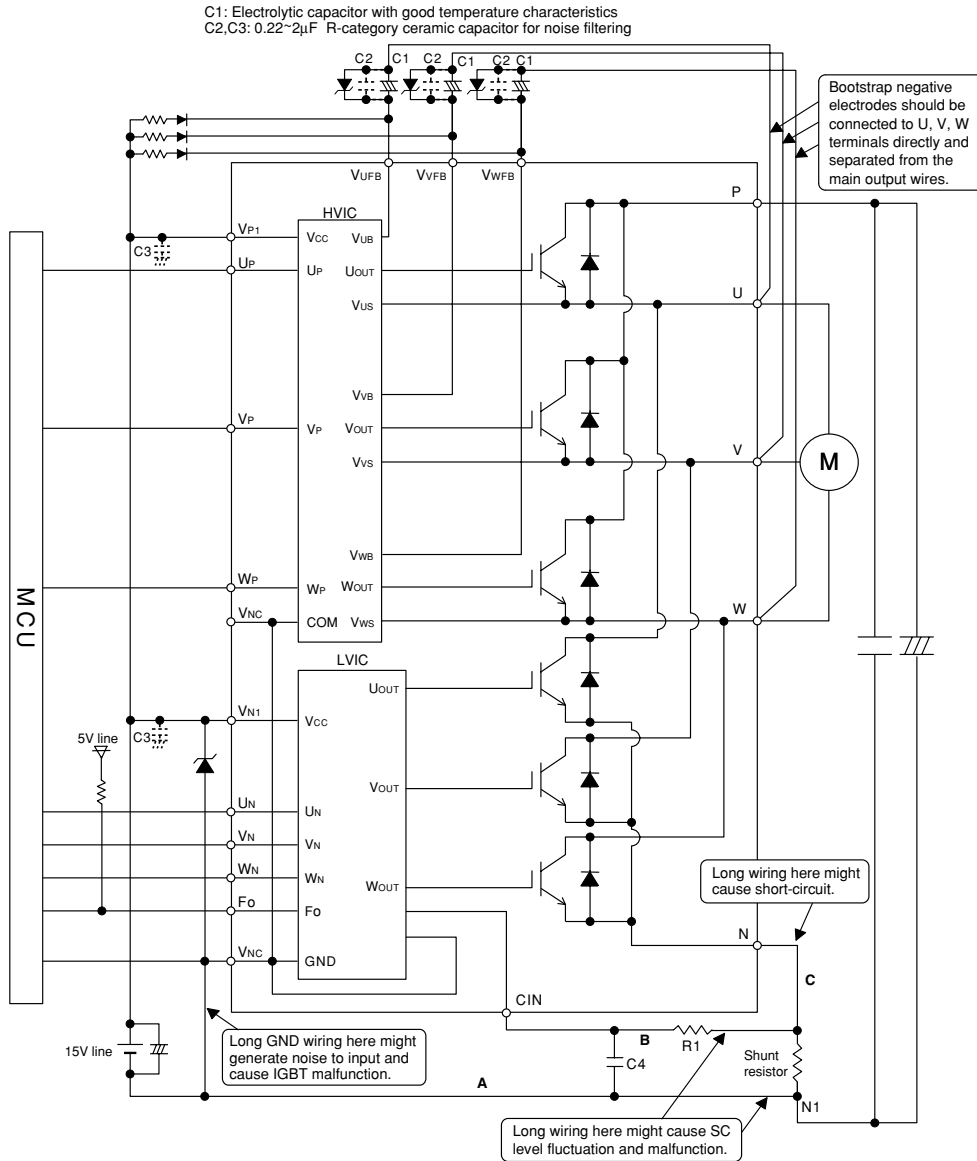 C1: Electrolytic capacitor with good temperature characteristics
C2,C3: 0.22~2μF R-category ceramic capacitor for noise filtering
C2 C1 C2 C1 C2 C1
Bootstrap negative
electrodes should be
connected to U, V, W
terminals directly and
separated from the
main output wires.
VUFB VVFB VWFB
P
HVIC
VP1 VCC VUB
C3
UP UP UOUT
VUS U
VVB
VP VP VOUT
VVS V
M
VWB
WP WP WOUT
VNC COM VWS W
MCU
LVIC
UOUT
VN1 VCC
C3
5V line
VOUT
UN UN
VN VN
WN WN
WOUT
Fo Fo
Long wiring here might
cause short-circuit.
N
VNC GND
C
CIN
B
R1
C4
Shunt
resistor
15V line
Long GND wiring here might
generate noise to input and
cause IGBT malfunction.
A
N1
Long wiring here might cause SC
level fluctuation and malfunction.